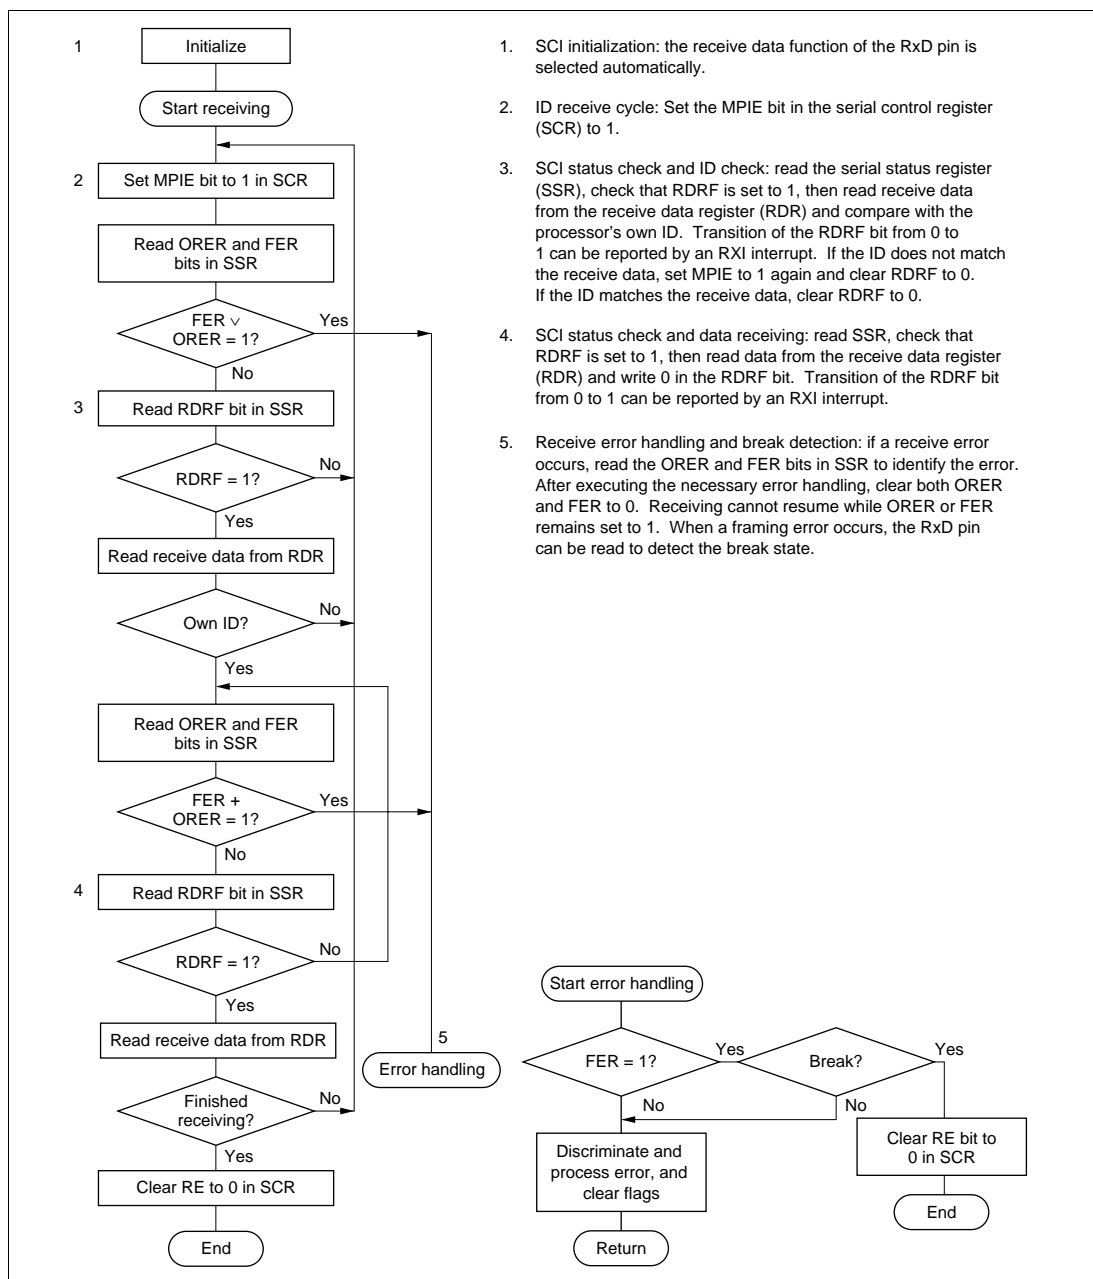 1
Initialize
Start receiving
2
Set MPIE bit to 1 in SCR
Read ORER and FER
bits in SSR
FER ∨
ORER = 1?
Yes
No
3
Read RDRF bit in SSR
RDRF = 1?
No
Yes
Read receive data from RDR
Own ID?
No
Yes
Read ORER and FER
bits in SSR
FER +
ORER = 1?
Yes
No
4
Read RDRF bit in SSR
RDRF = 1?
No
Yes
Read receive data from RDR
5
Error handling
Finished
receiving?
No
Yes
Clear RE to 0 in SCR
End
1. SCI initialization: the receive data function of the RxD pin is
selected automatically.
2. ID receive cycle: Set the MPIE bit in the serial control register
(SCR) to 1.
3. SCI status check and ID check: read the serial status register
(SSR), check that RDRF is set to 1, then read receive data
from the receive data register (RDR) and compare with the
processor's own ID. Transition of the RDRF bit from 0 to
1 can be reported by an RXI interrupt. If the ID does not match
the receive data, set MPIE to 1 again and clear RDRF to 0.
If the ID matches the receive data, clear RDRF to 0.
4. SCI status check and data receiving: read SSR, check that
RDRF is set to 1, then read data from the receive data register
(RDR) and write 0 in the RDRF bit. Transition of the RDRF bit
from 0 to 1 can be reported by an RXI interrupt.
5. Receive error handling and break detection: if a receive error
occurs, read the ORER and FER bits in SSR to identify the error.
After executing the necessary error handling, clear both ORER
and FER to 0. Receiving cannot resume while ORER or FER
remains set to 1. When a framing error occurs, the RxD pin
can be read to detect the break state.
Start error handling
FER = 1?
Yes
Break?
Yes
No
No
Discriminate and
process error, and
clear flags
Clear RE bit to
0 in SCR
Return
End